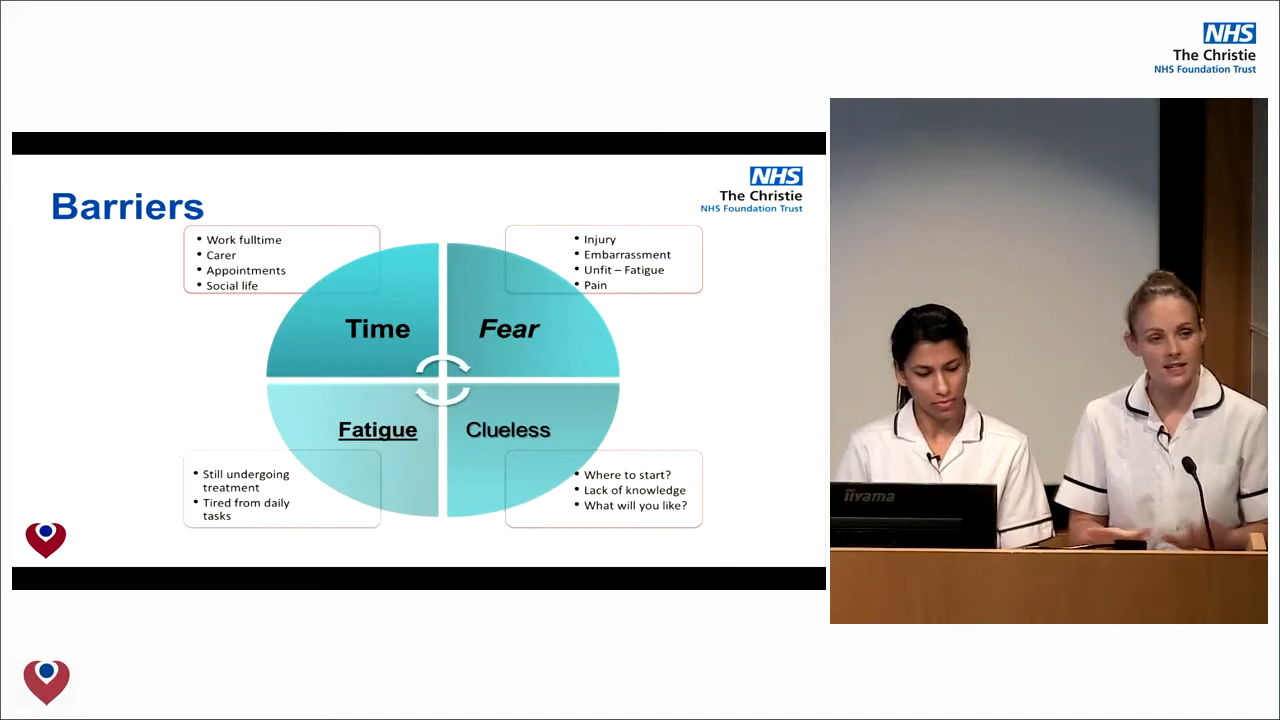 NHS
The Christie
NHS Foundation Trust
NHS
The Christie
NHS Foundation Trust
Barriers
• Work fulltime
• Carer
• Appointments
• Social life
• Injury
• Embarrassment
• Unfit – Fatigue
• Pain
Time
Fear
Fatigue
Clueless
• Still undergoing
treatment
• Tired from daily
tasks
• Where to start?
• Lack of knowledge
• What will you like?
iiyama